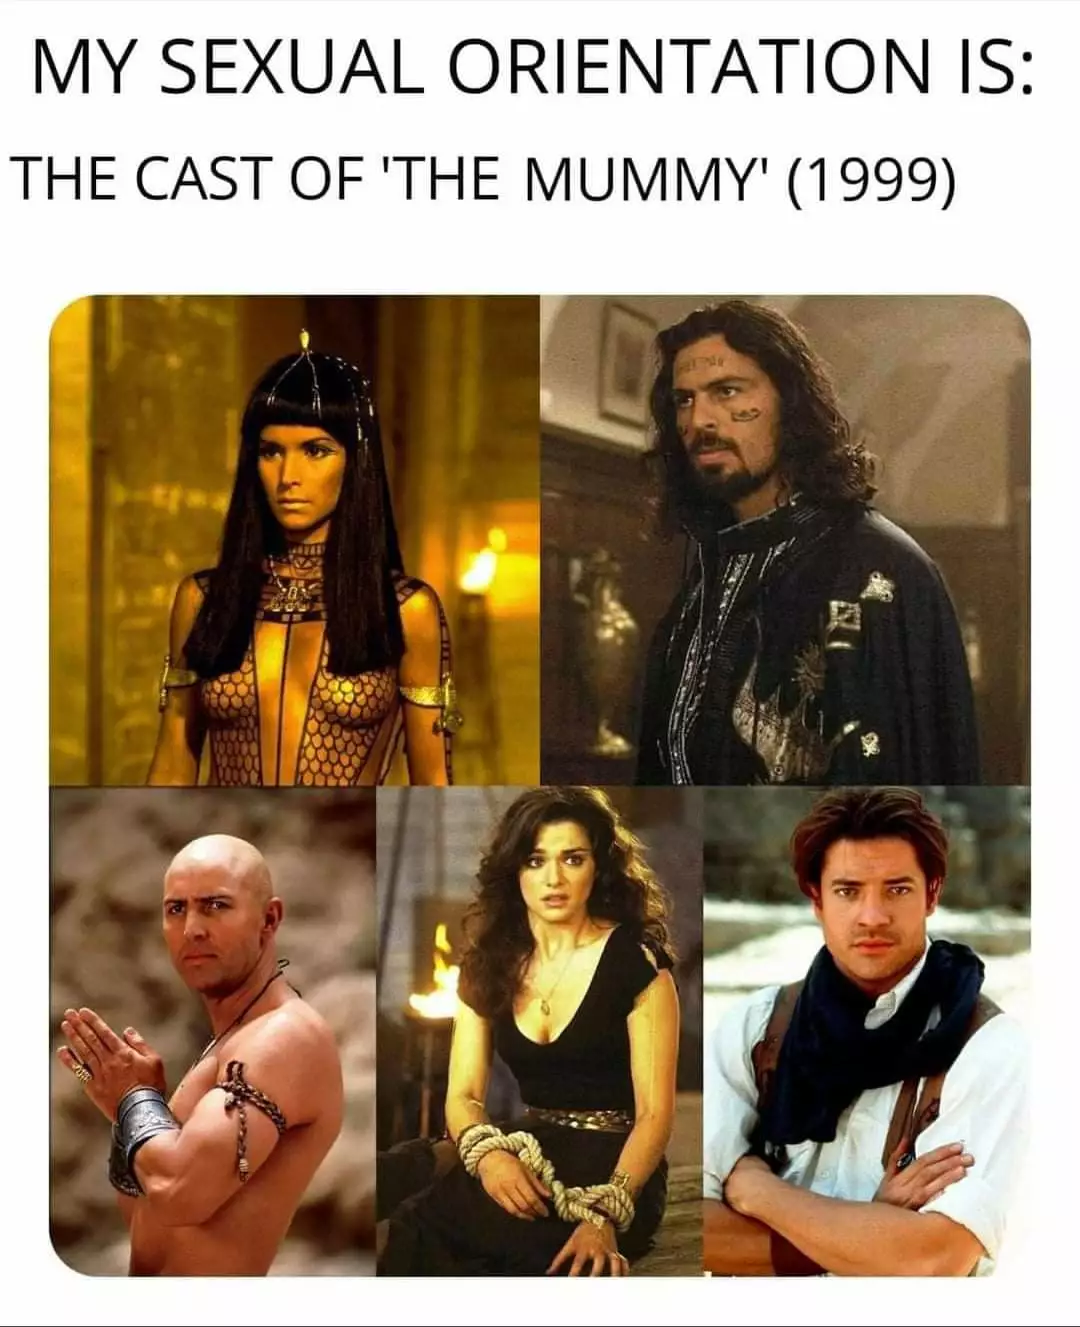 MY SEXUAL ORIENTATION IS:
THE CAST OF 'THE MUMMY' (1999)